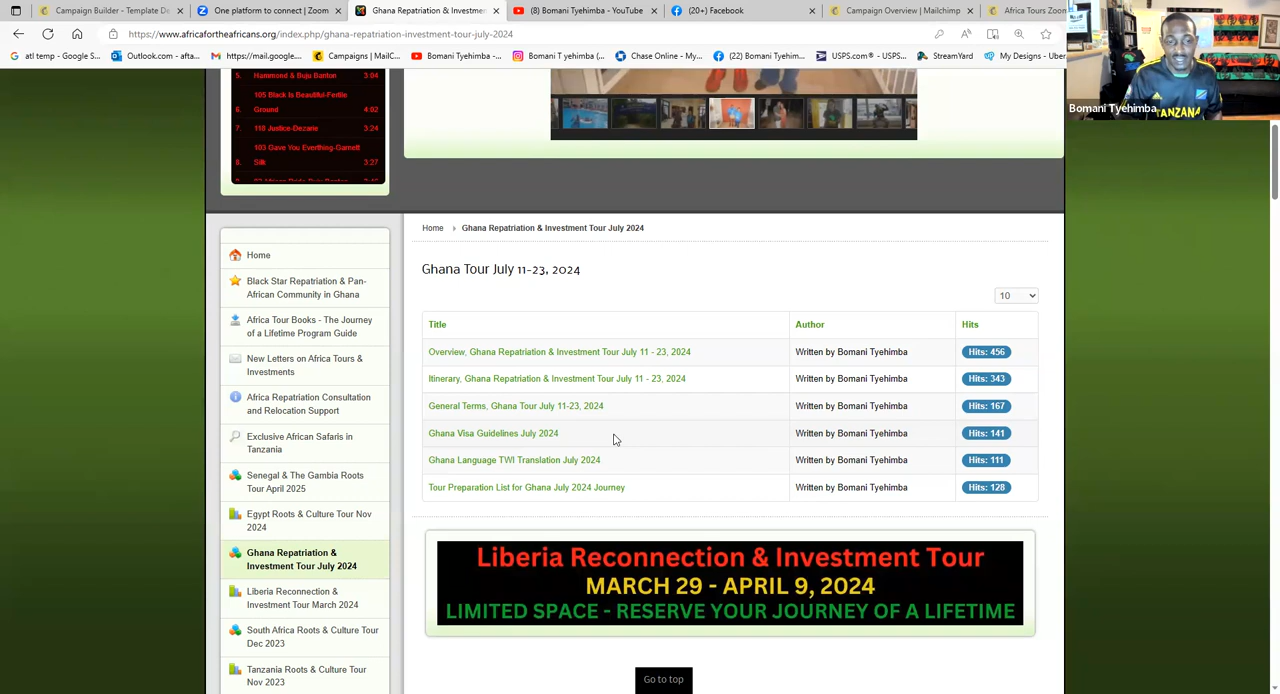 Campaign Builder - Template De
One platform to connect | Zoom
Ghana Repatriation & Investment
(8) Bomani Tyehimba - YouTube
(20+) Facebook
Campaign Overview | Mailchimp
Africa Tours Zoom
https://www.africafortheafricans.org/index.php/ghana-repatriation-investment-tour-july-2024
atl temp - Google S...
Outlook.com - afta...
https://mail.google....
Campaigns | MailC...
Bomani Tyehimba -...
Bomani T yehimba (...
Chase Online - My...
(22) Bomani Tyehim...
USPS.com® - USPS...
StreamYard
My Designs - Uber
Bomani Tyehimba
TANZANA
5. Hammond & Buju Banton 3:04
105 Black Is Beautiful-Fertile
6. Ground 4:02
7. 118 Justice-Dezarie 3:24
103 Gave You Everthing-Garnett
8. Silk 3:27
Home
Ghana Repatriation & Investment Tour July 2024
Ghana Tour July 11-23, 2024
10
Title Author Hits
Overview, Ghana Repatriation & Investment Tour July 11 - 23, 2024 Written by Bomani Tyehimba Hits: 456
Itinerary, Ghana Repatriation & Investment Tour July 11 - 23, 2024 Written by Bomani Tyehimba Hits: 343
General Terms, Ghana Tour July 11-23, 2024 Written by Bomani Tyehimba Hits: 167
Ghana Visa Guidelines July 2024 Written by Bomani Tyehimba Hits: 141
Ghana Language TWI Translation July 2024 Written by Bomani Tyehimba Hits: 111
Tour Preparation List for Ghana July 2024 Journey Written by Bomani Tyehimba Hits: 128
Liberia Reconnection & Investment Tour
MARCH 29 - APRIL 9, 2024
LIMITED SPACE - RESERVE YOUR JOURNEY OF A LIFETIME
Go to top
Home
Black Star Repatriation & Pan-
African Community in Ghana
Africa Tour Books - The Journey
of a Lifetime Program Guide
New Letters on Africa Tours &
Investments
Africa Repatriation Consultation
and Relocation Support
Exclusive African Safaris in
Tanzania
Senegal & The Gambia Roots
Tour April 2025
Egypt Roots & Culture Tour Nov
2024
Ghana Repatriation &
Investment Tour July 2024
Liberia Reconnection &
Investment Tour March 2024
South Africa Roots & Culture Tour
Dec 2023
Tanzania Roots & Culture Tour
Nov 2023